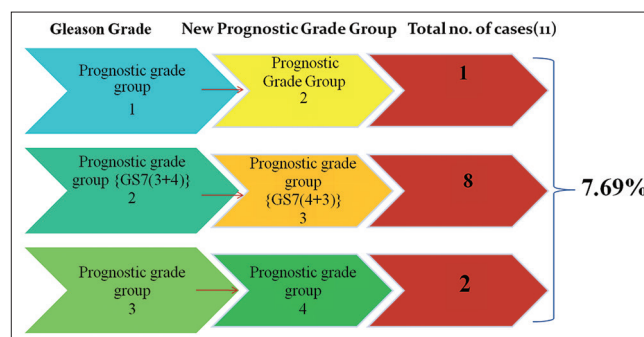 Gleason Grade New Prognostic Grade Group Total no. of cases(11)
Prognostic grade
group
1
Prognostic
Grade Group
2
1
Prognostic grade
group {GS7(3+4)}
2
Prognostic grade
group
{GS7(4+3)}
3
8
Prognostic grade
group
3
Prognostic grade
group
4
2
7.69%